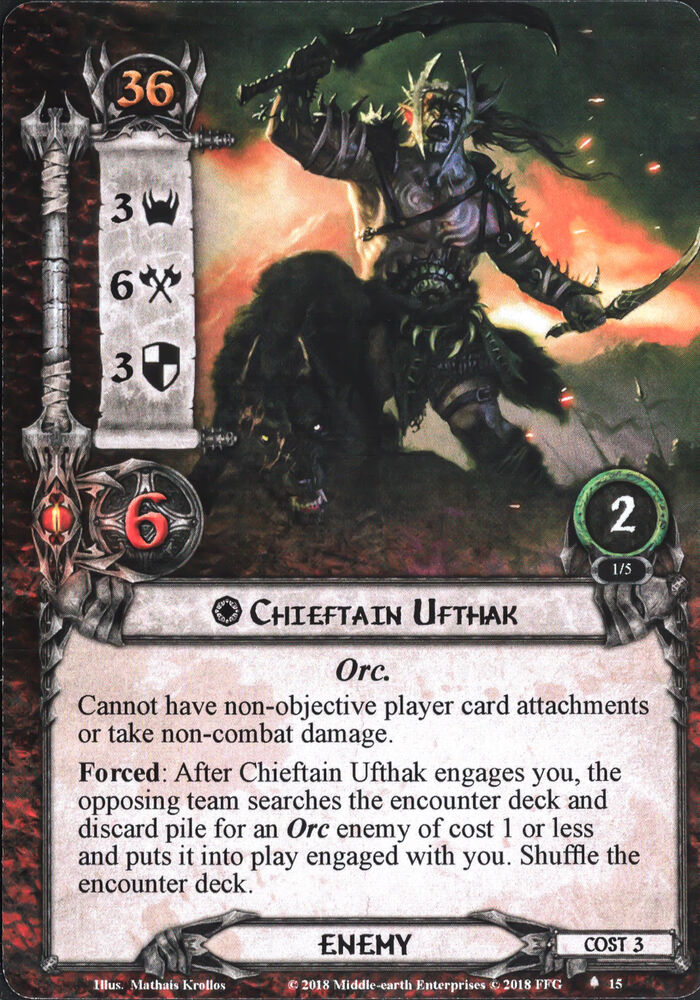 36
3
6
3
6
2
1/5
Chieftain Ufthak
Orc.
Cannot have non-objective player card attachments
or take non-combat damage.
Forced: After Chieftain Ufthak engages you, the
opposing team searches the encounter deck and
discard pile for an Orc enemy of cost 1 or less
and puts it into play engaged with you. Shuffle the
encounter deck.
ENEMY
COST 3
Illus. Mathais Krollos
© 2018 Middle-earth Enterprises © 2018 FFG
15